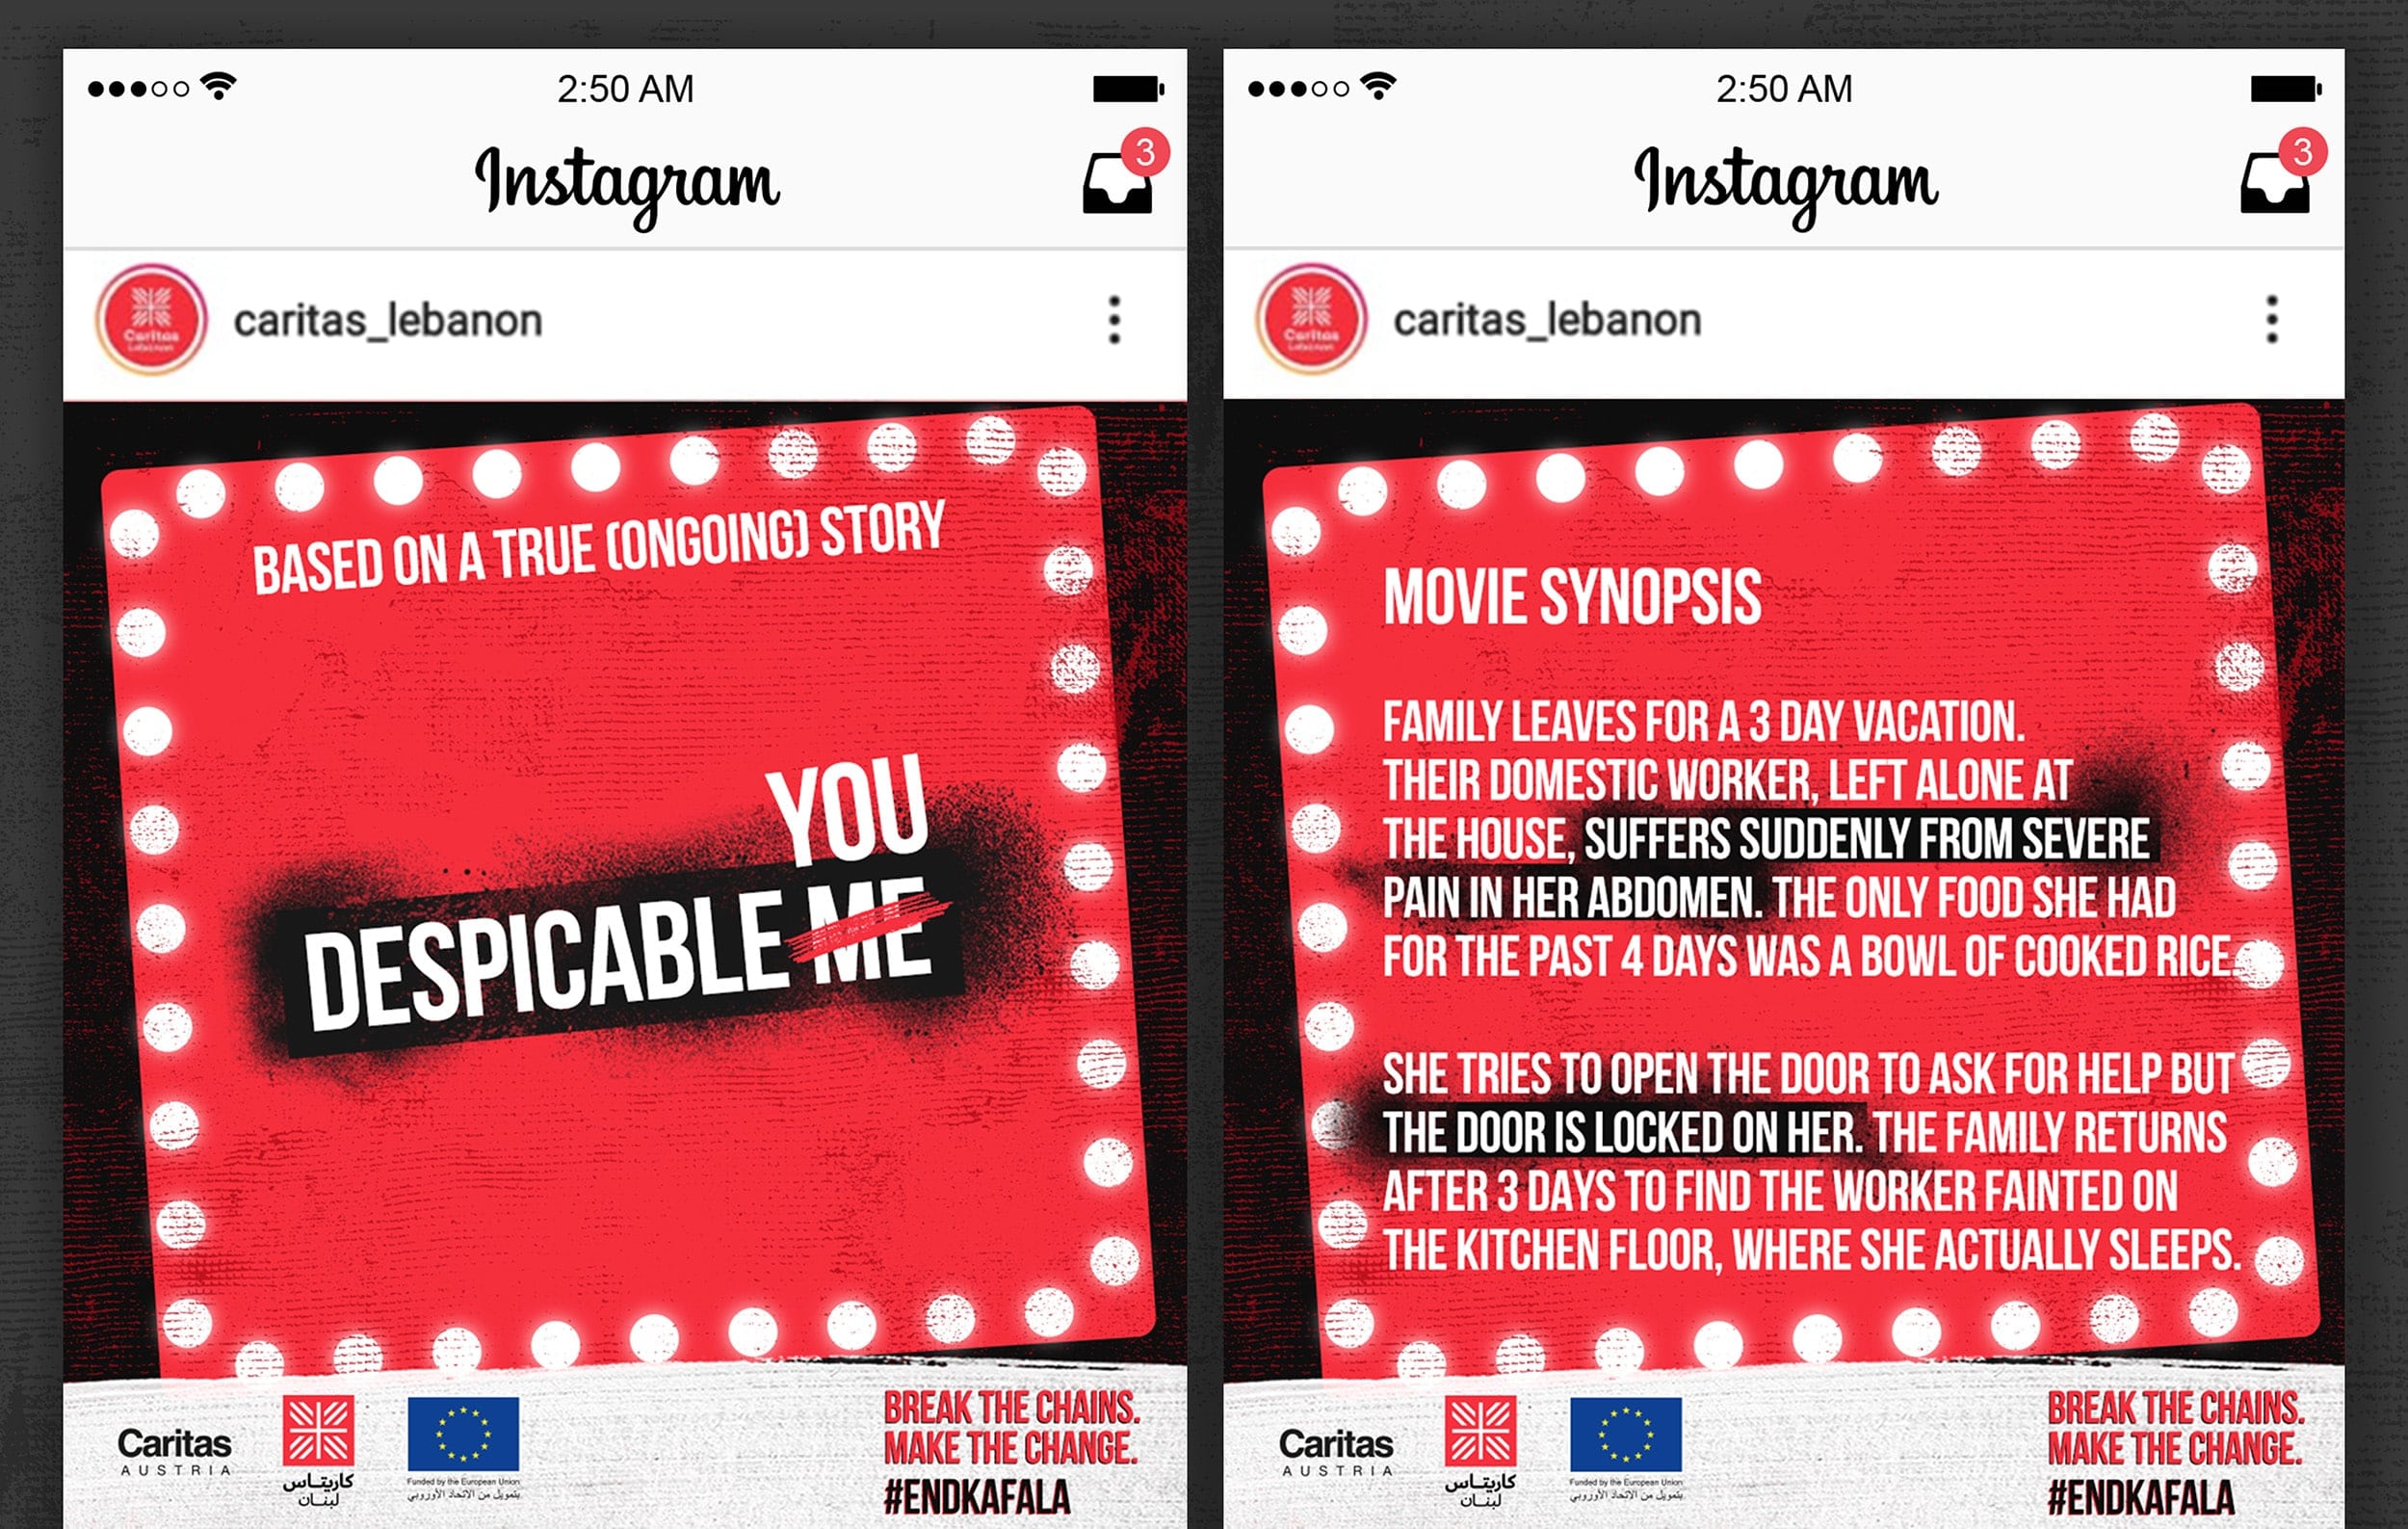 2:50 AM
Instagram
3
caritas_lebanon
BASED ON A TRUE (ONGOING) STORY
YOU
DESPICABLE ME
Caritas
AUSTRIA
كاريتاس
لبنان
Funded by the European Union
بتمويل من الاتحاد الأوروبي
BREAK THE CHAINS.
MAKE THE CHANGE.
#ENDKAFALA
2:50 AM
Instagram
3
caritas_lebanon
MOVIE SYNOPSIS
FAMILY LEAVES FOR A 3 DAY VACATION.
THEIR DOMESTIC WORKER, LEFT ALONE AT
THE HOUSE, SUFFERS SUDDENLY FROM SEVERE
PAIN IN HER ABDOMEN. THE ONLY FOOD SHE HAD
FOR THE PAST 4 DAYS WAS A BOWL OF COOKED RICE.
SHE TRIES TO OPEN THE DOOR TO ASK FOR HELP BUT
THE DOOR IS LOCKED ON HER. THE FAMILY RETURNS
AFTER 3 DAYS TO FIND THE WORKER FAINTED ON
THE KITCHEN FLOOR, WHERE SHE ACTUALLY SLEEPS.
Caritas
AUSTRIA
كاريتاس
لبنان
Funded by the European Union
بتمويل من الاتحاد الأوروبي
BREAK THE CHAINS.
MAKE THE CHANGE.
#ENDKAFALA